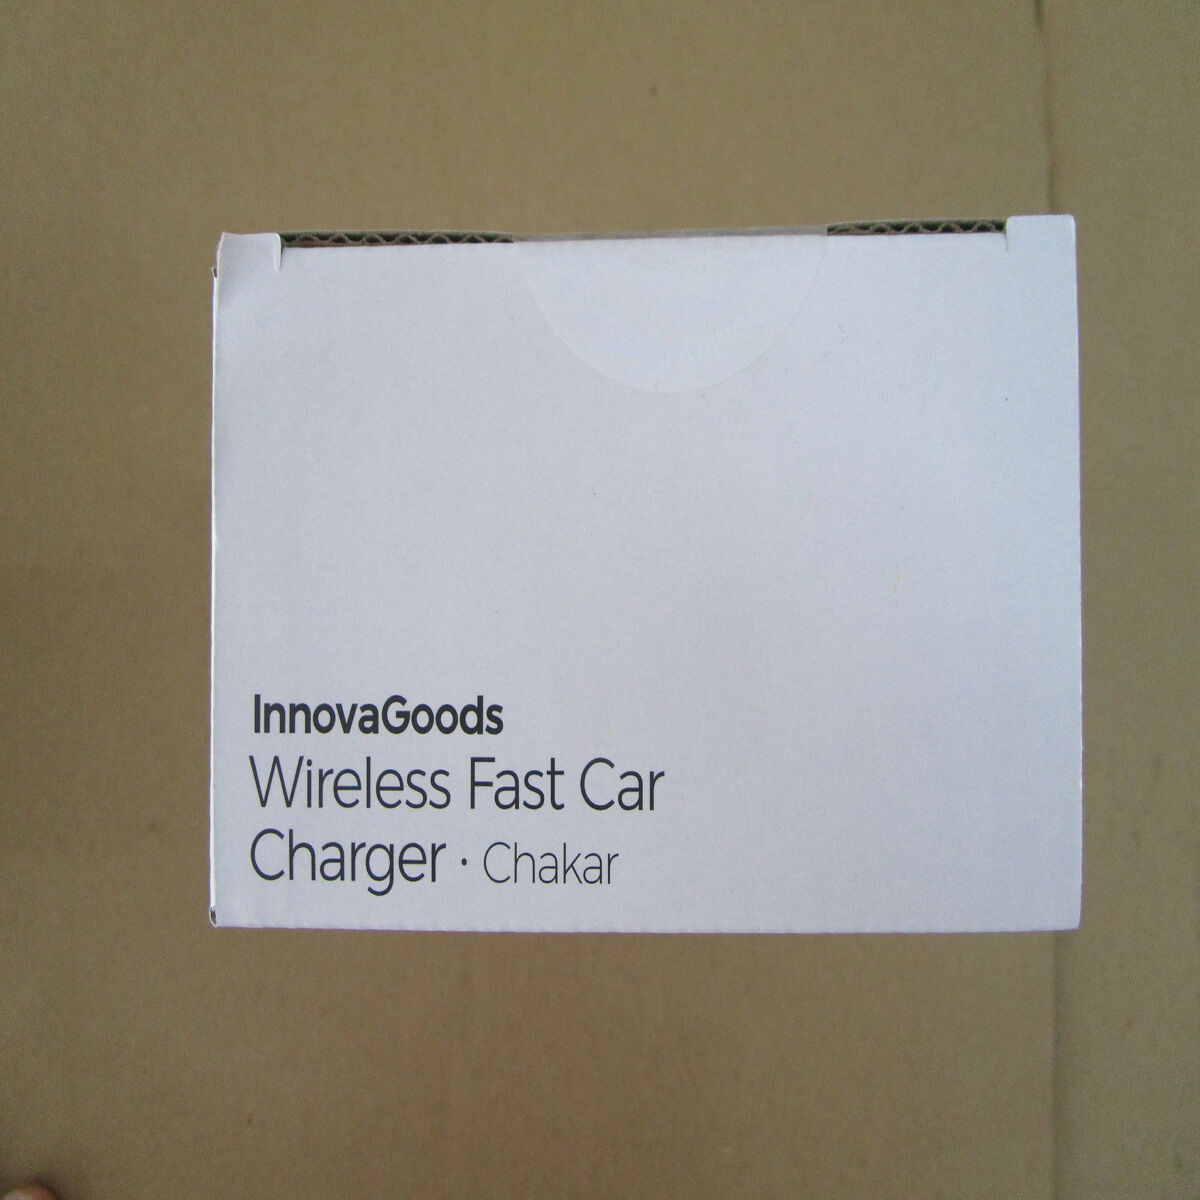 InnovaGoods
Wireless Fast Car
Charger · Chakar